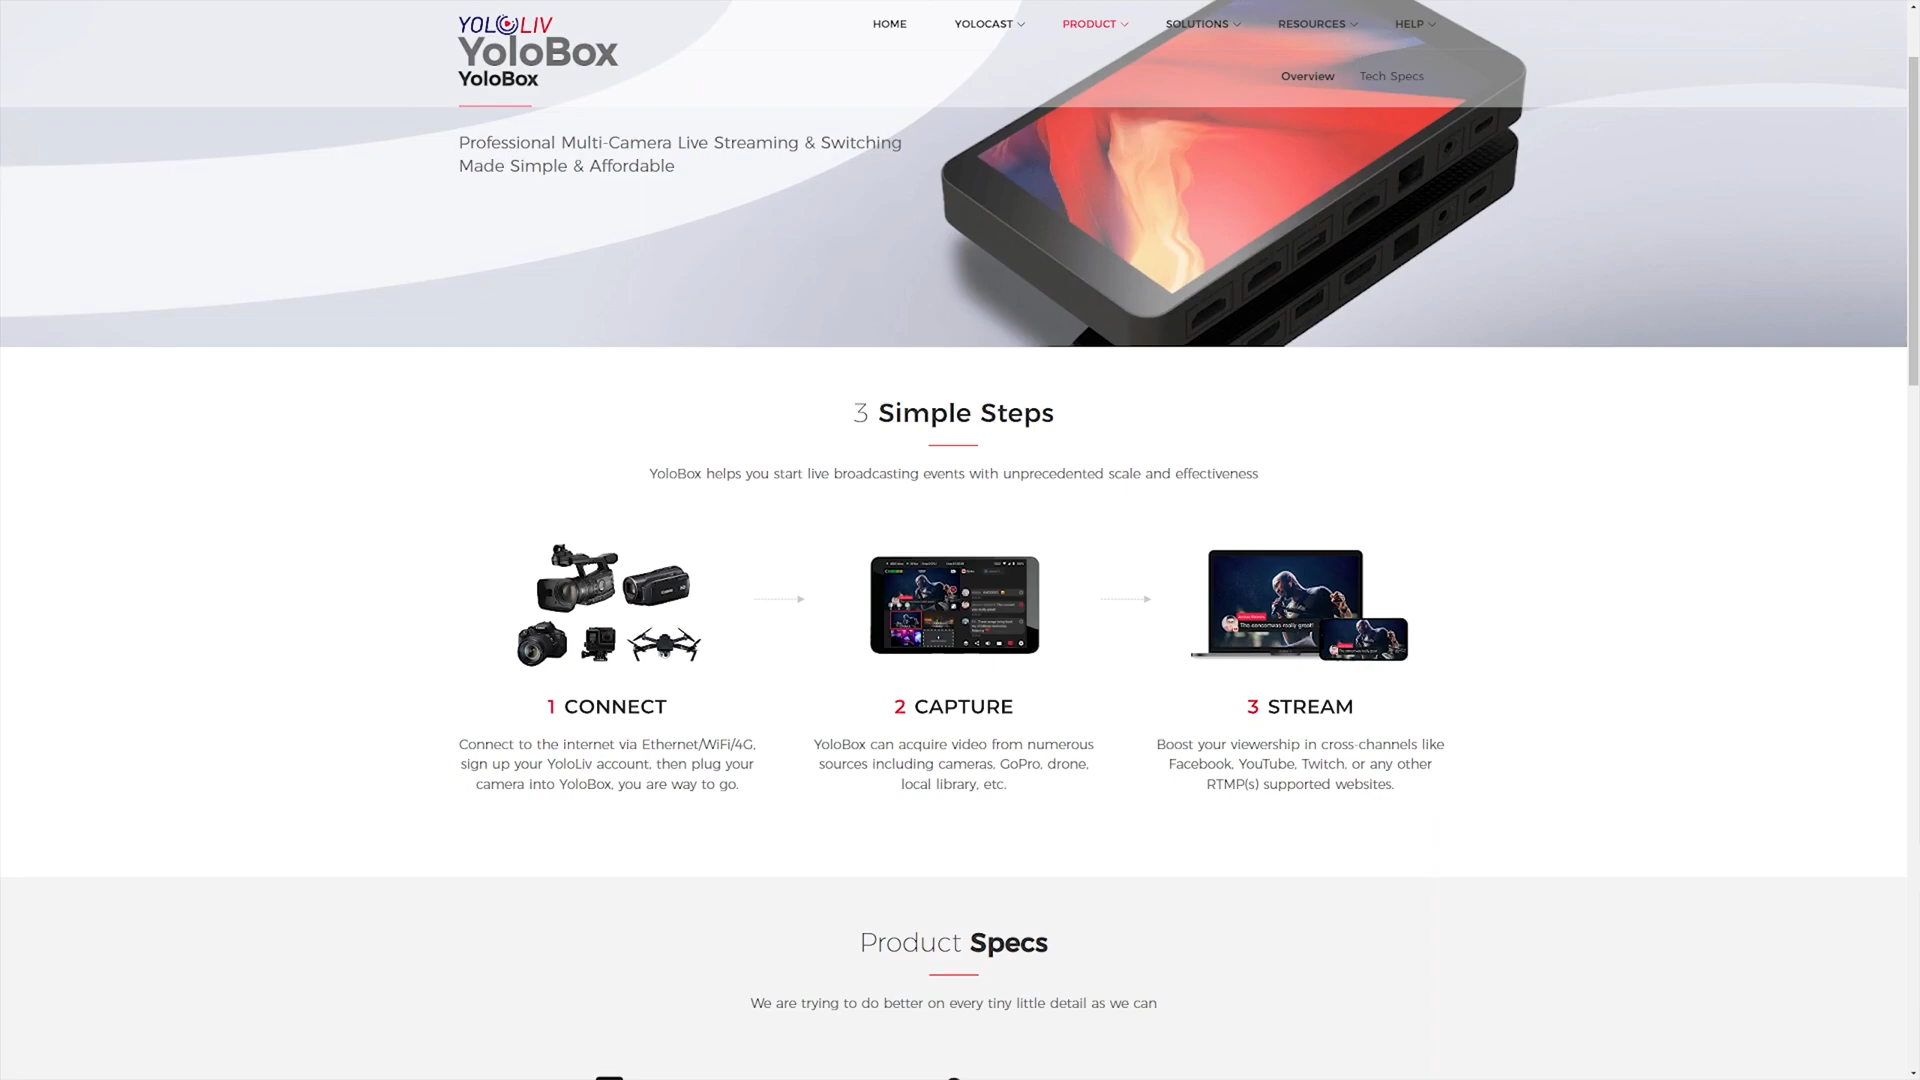 YOLOLIV
HOME
YOLOCAST
PRODUCT
SOLUTIONS
RESOURCES
HELP
YoloBox
YoloBox
Overview
Tech Specs
Professional Multi-Camera Live Streaming & Switching
Made Simple & Affordable
3 Simple Steps
YoloBox helps you start live broadcasting events with unprecedented scale and effectiveness
1 CONNECT
Connect to the internet via Ethernet/WiFi/4G,
sign up your YoloLiv account, then plug your
camera into YoloBox, you are way to go.
2 CAPTURE
YoloBox can acquire video from numerous
sources including cameras, GoPro, drone,
local library, etc.
The concert was really great!
3 STREAM
Boost your viewership in cross-channels like
Facebook, YouTube, Twitch, or any other
RTMP(s) supported websites.
Product Specs
We are trying to do better on every tiny little detail as we can